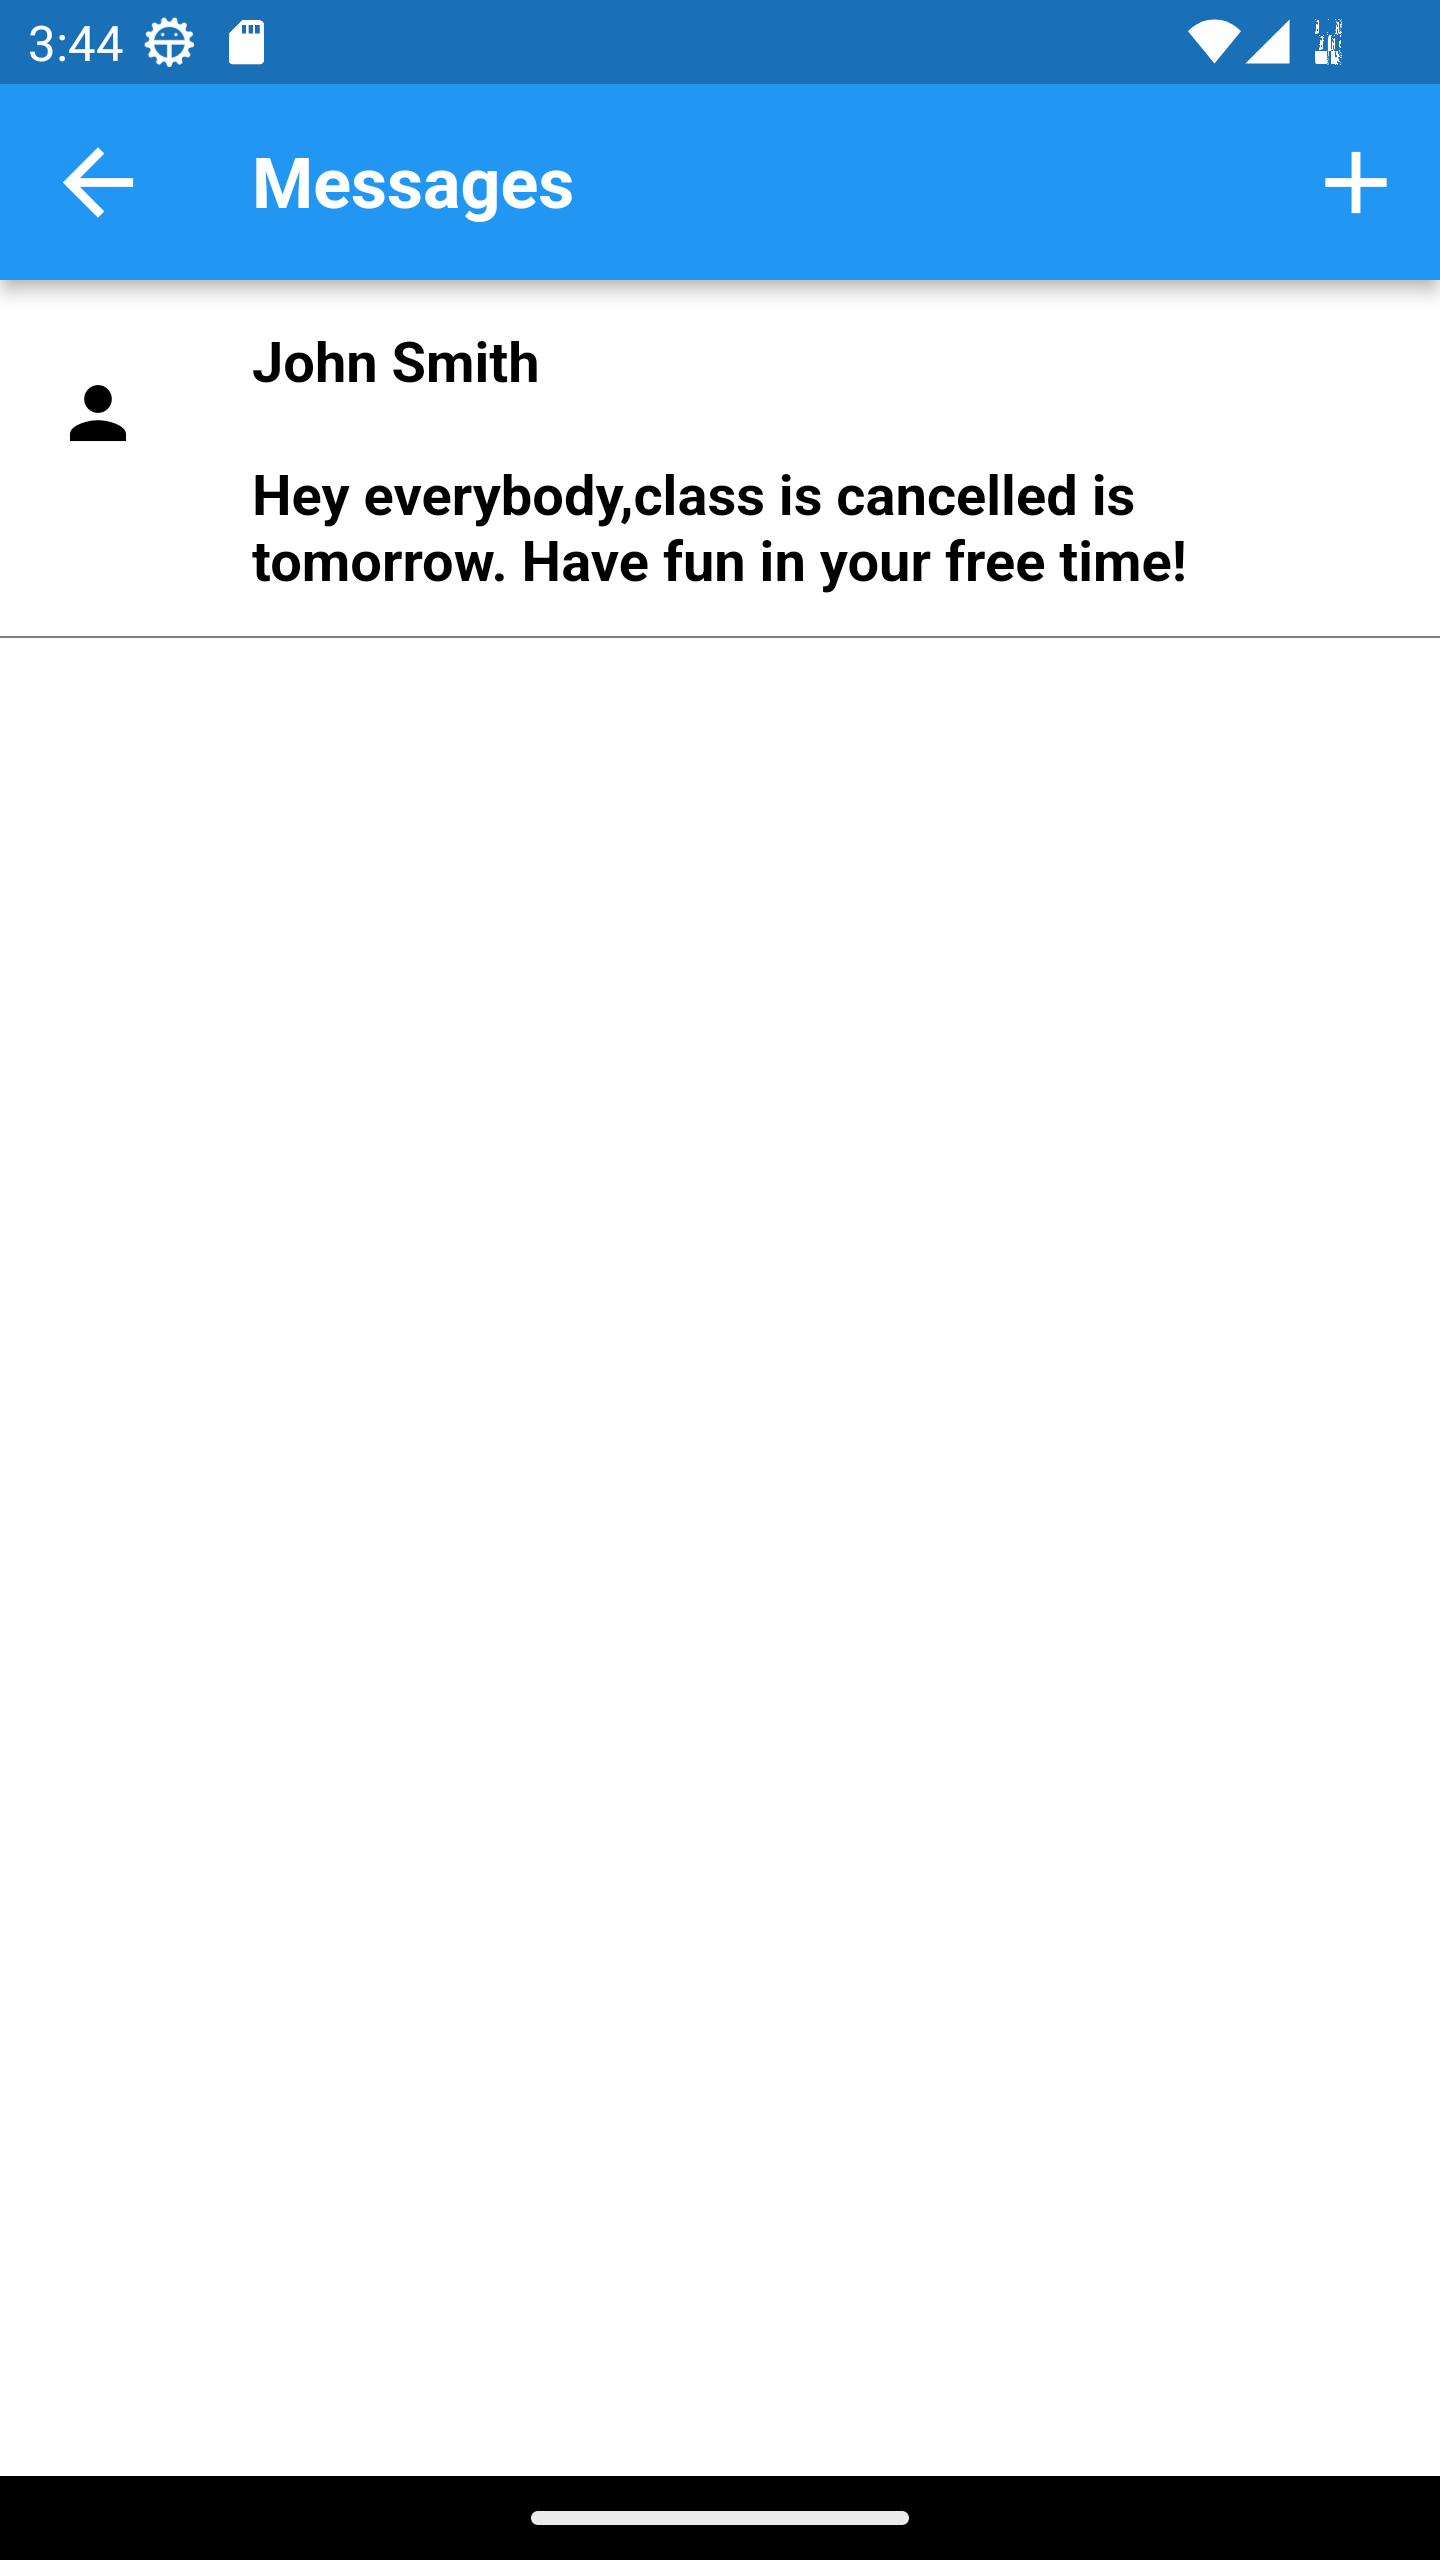 3:44
Messages
John Smith
Hey everybody,class is cancelled is
tomorrow. Have fun in your free time!